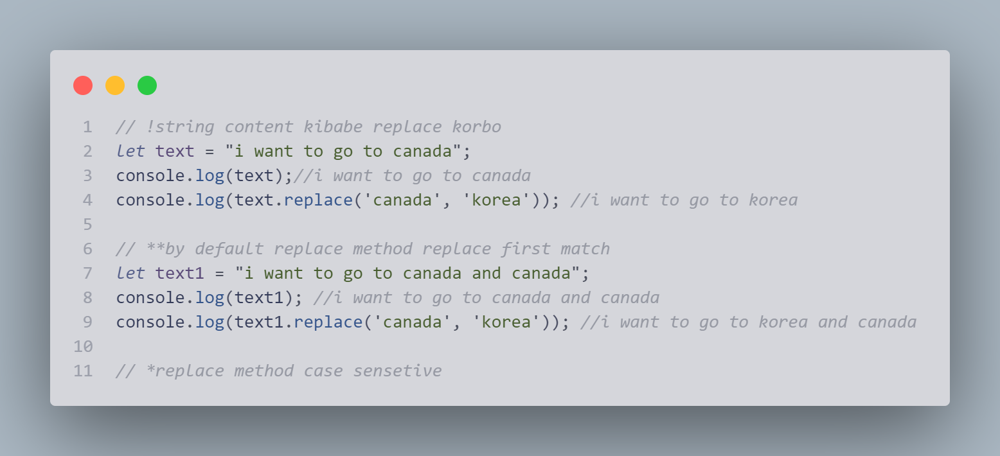 1 // !string content kibabe replace korbo
2 let text = "i want to go to canada";
3 console.log(text);//i want to go to canada
4 console.log(text.replace('canada', 'korea')); //i want to go to korea
5
6 // **by default replace method replace first match
7 let text1 = "i want to go to canada and canada";
8 console.log(text1); //i want to go to canada and canada
9 console.log(text1.replace('canada', 'korea')); //i want to go to korea and canada
10
11 // *replace method case sensetive